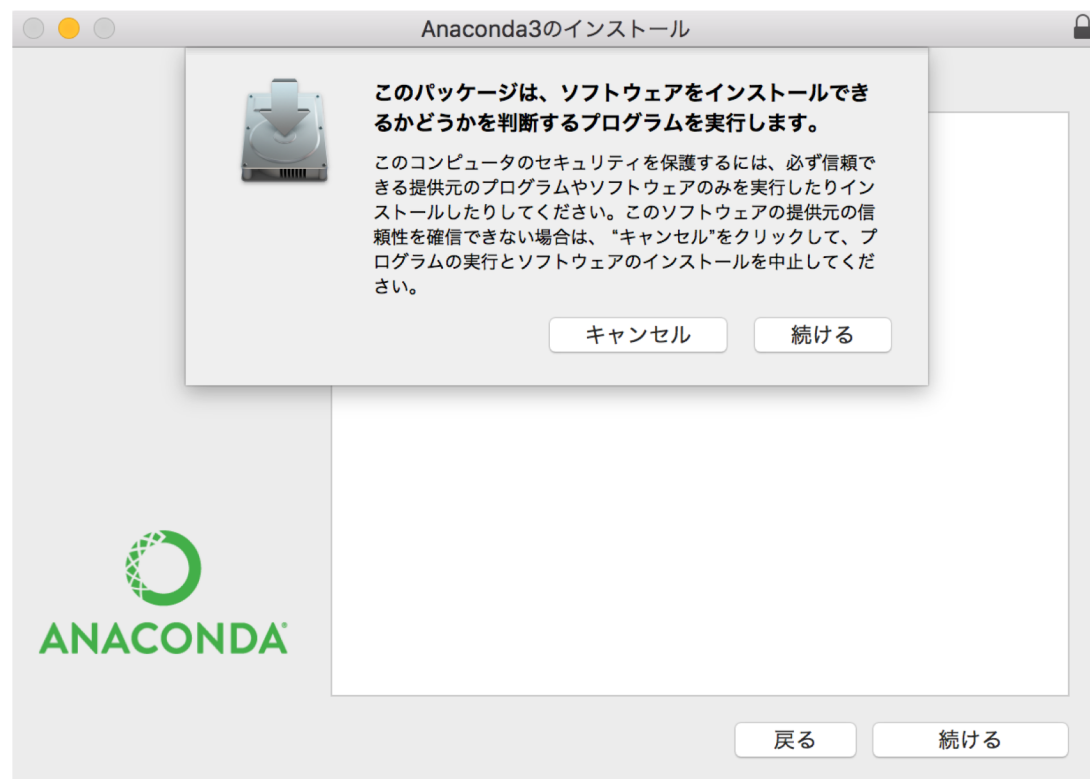 Anaconda3のインストール
このパッケージは、ソフトウェアをインストールでき
るかどうかを判断するプログラムを実行します。
このコンピュータのセキュリティを保護するには、必ず信頼で
きる提供元のプログラムやソフトウェアのみを実行したりイン
ストールしたりしてください。このソフトウェアの提供元の信
頼性を確信できない場合は、“キャンセル”をクリックして、プ
ログラムの実行とソフトウェアのインストールを中止してくだ
さい。
キャンセル 続ける
ANACONDA®
戻る 続ける